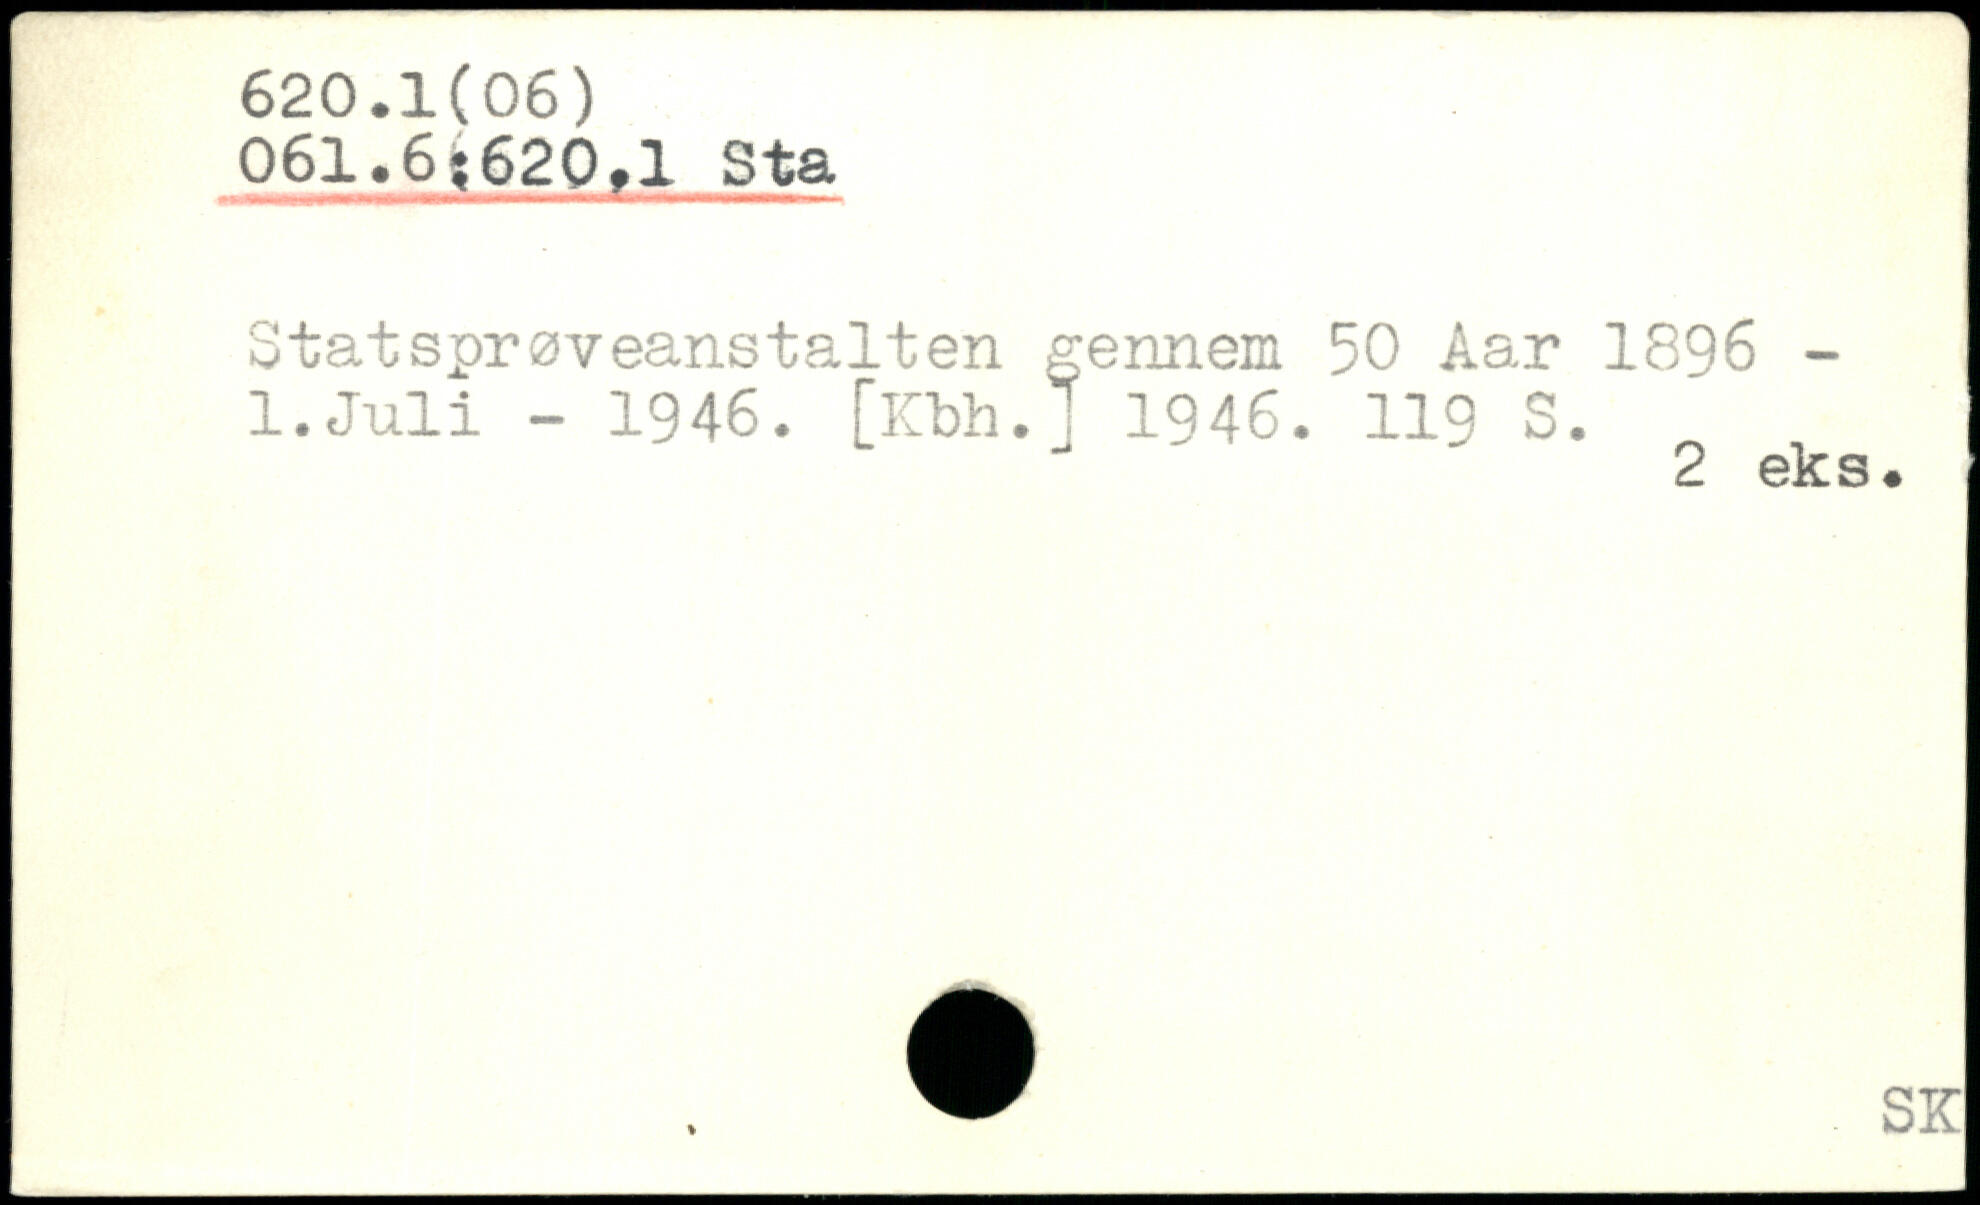 620.1(06)
061.6:620.1 Sta
Statsprøveanstalten gennem 50 Aar 1896 -
1.Juli - 1946. [Kbh.] 1946. 119 S.
2 eks.
SK